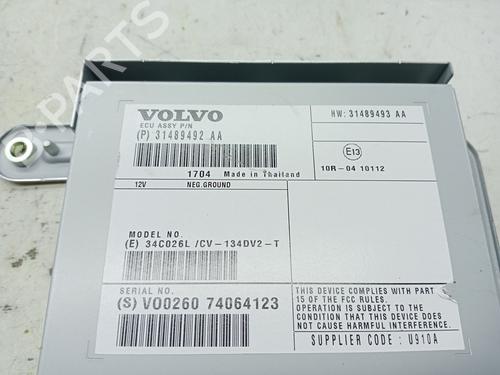 PARTS
VOLVO
ECU ASSY P/N
(P) 31489492 AA
HW: 31489493 AA
E13
10R-04 10112
1704 Made in Thailand
12V NEG.GROUND
MODEL NO.
(E) 34C026L /CV-134DV2-T
SERIAL NO.
(S) VO0260 74064123
THIS DEVICE COMPLIES WITH PART
15 OF THE FCC RULES.
OPERATION IS SUBJECT TO THE
CONDITION THAT THIS DEVICE DOES
NOT CAUSE HARMFUL INTERFERENCE.
SUPPLIER CODE : U910A